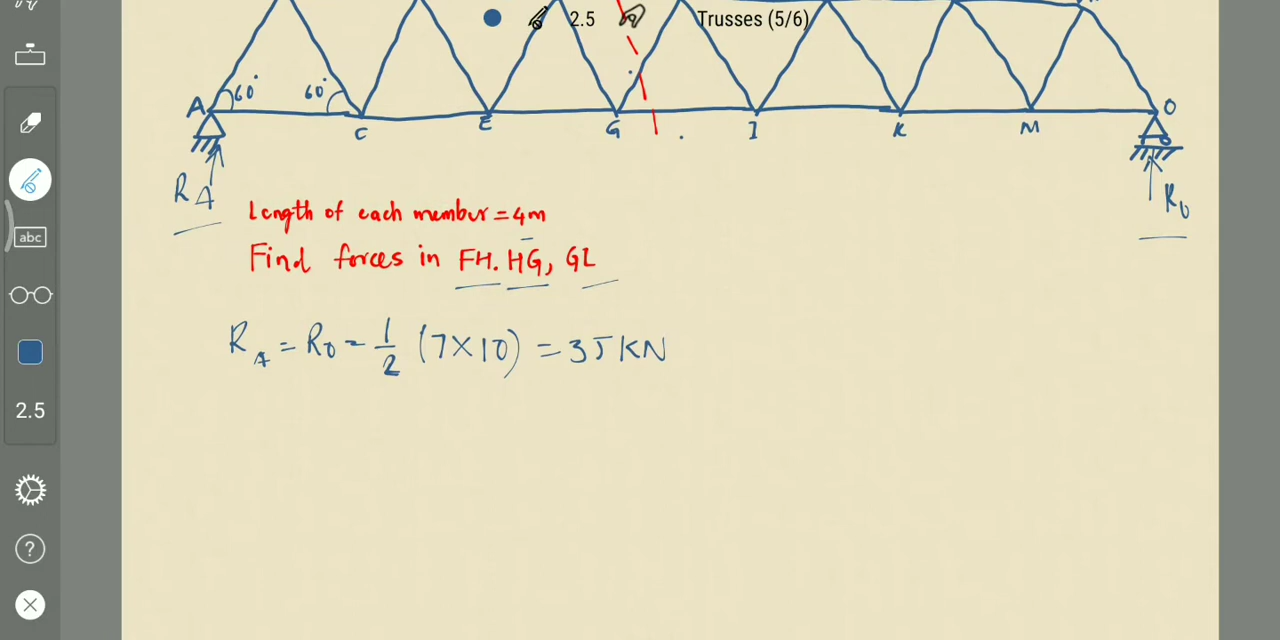 2.5 Trusses (5/6)
60° 60°
A C E G I K M O
R_A R_O
Length of each member = 4m
Find forces in FH. HG, GI
R_A = R_O = 1/2 (7×10) = 35 KN
abc
2.5
?